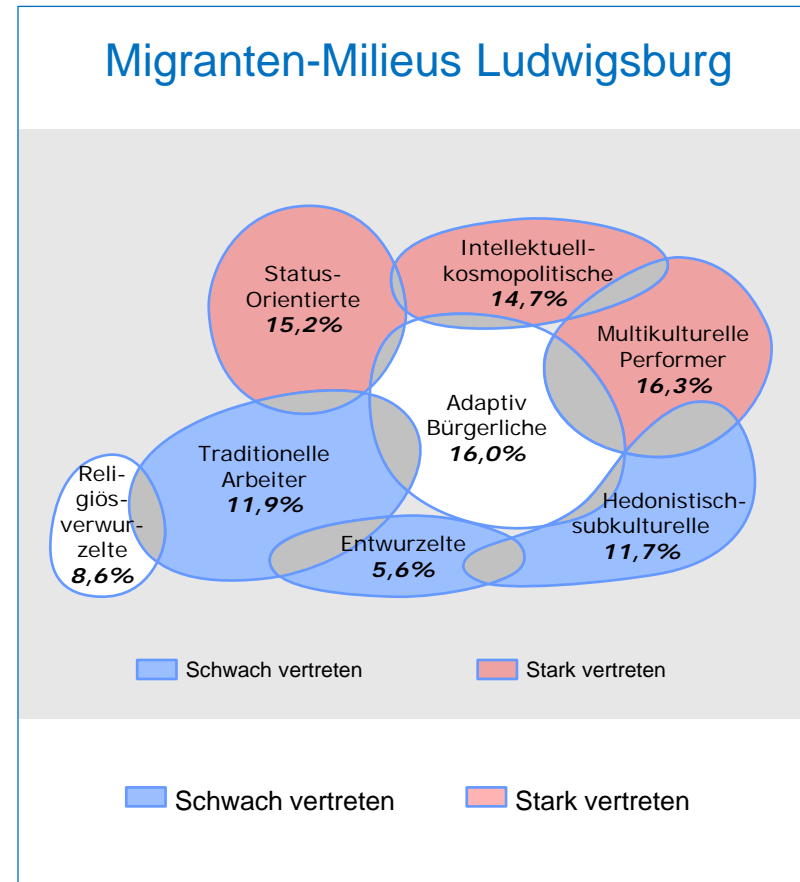 Migranten-Milieus Ludwigsburg
Status-
Orientierte
15,2%
Intellektuell-
kosmopolitische
14,7%
Multikulturelle
Performer
16,3%
Adaptiv
Bürgerliche
16,0%
Traditionelle
Arbeiter
11,9%
Reli-
giös-
verwur-
zelte
8,6%
Entwurzelte
5,6%
Hedonistisch-
subkulturelle
11,7%
Schwach vertreten
Stark vertreten
Schwach vertreten
Stark vertreten